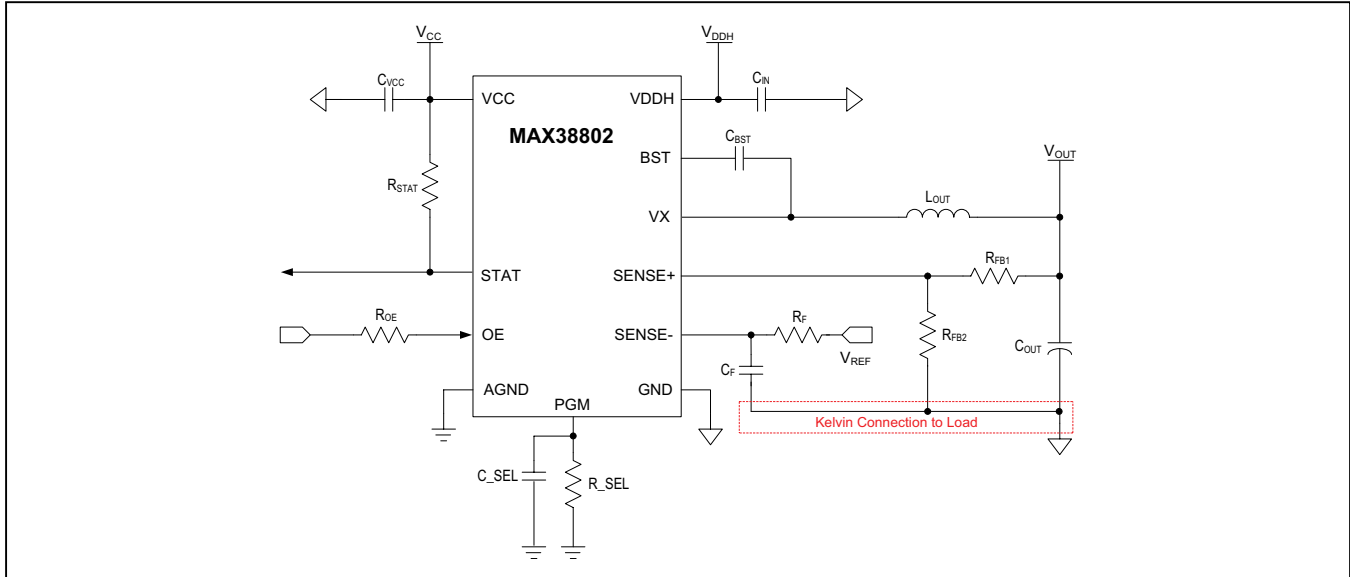 VCC
VDDH
CVCC
CIN
VCC
VDDH
MAX38802
CBST
BST
VOUT
RSTAT
LOUT
VX
STAT
SENSE+
RFB1
ROE
OE
SENSE-
RF
VREF
RFB2
COUT
CF
AGND
GND
PGM
Kelvin Connection to Load
C_SEL
R_SEL